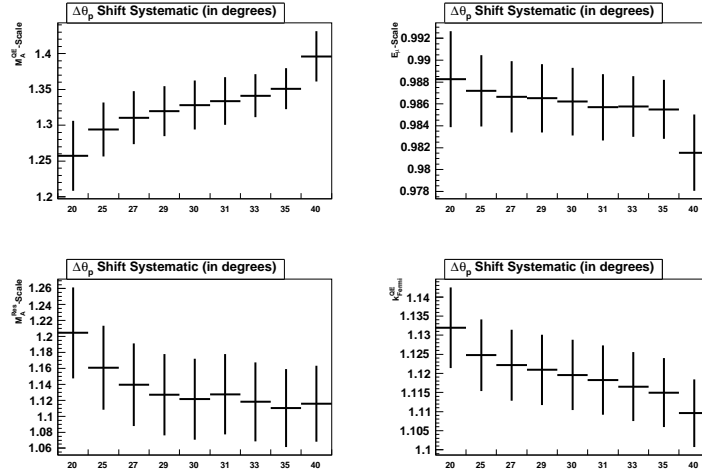 Δθp Shift Systematic (in degrees)
M_A^QE-Scale
1.4
1.35
1.3
1.25
1.2
20 25 27 29 30 31 33 35 40
Δθp Shift Systematic (in degrees)
Eμ-Scale
0.992
0.99
0.988
0.986
0.984
0.982
0.98
0.978
20 25 27 29 30 31 33 35 40
Δθp Shift Systematic (in degrees)
M_A^Res-Scale
1.26
1.24
1.22
1.2
1.18
1.16
1.14
1.12
1.1
1.08
1.06
20 25 27 29 30 31 33 35 40
Δθp Shift Systematic (in degrees)
k_Fermi^QE
1.14
1.135
1.13
1.125
1.12
1.115
1.11
1.105
1.1
20 25 27 29 30 31 33 35 40